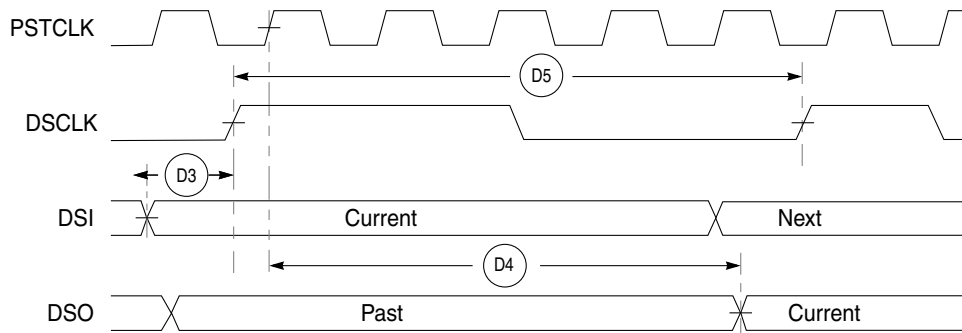 PSTCLK
D5
DSCLK
D3
DSI Current Next
D4
DSO Past Current